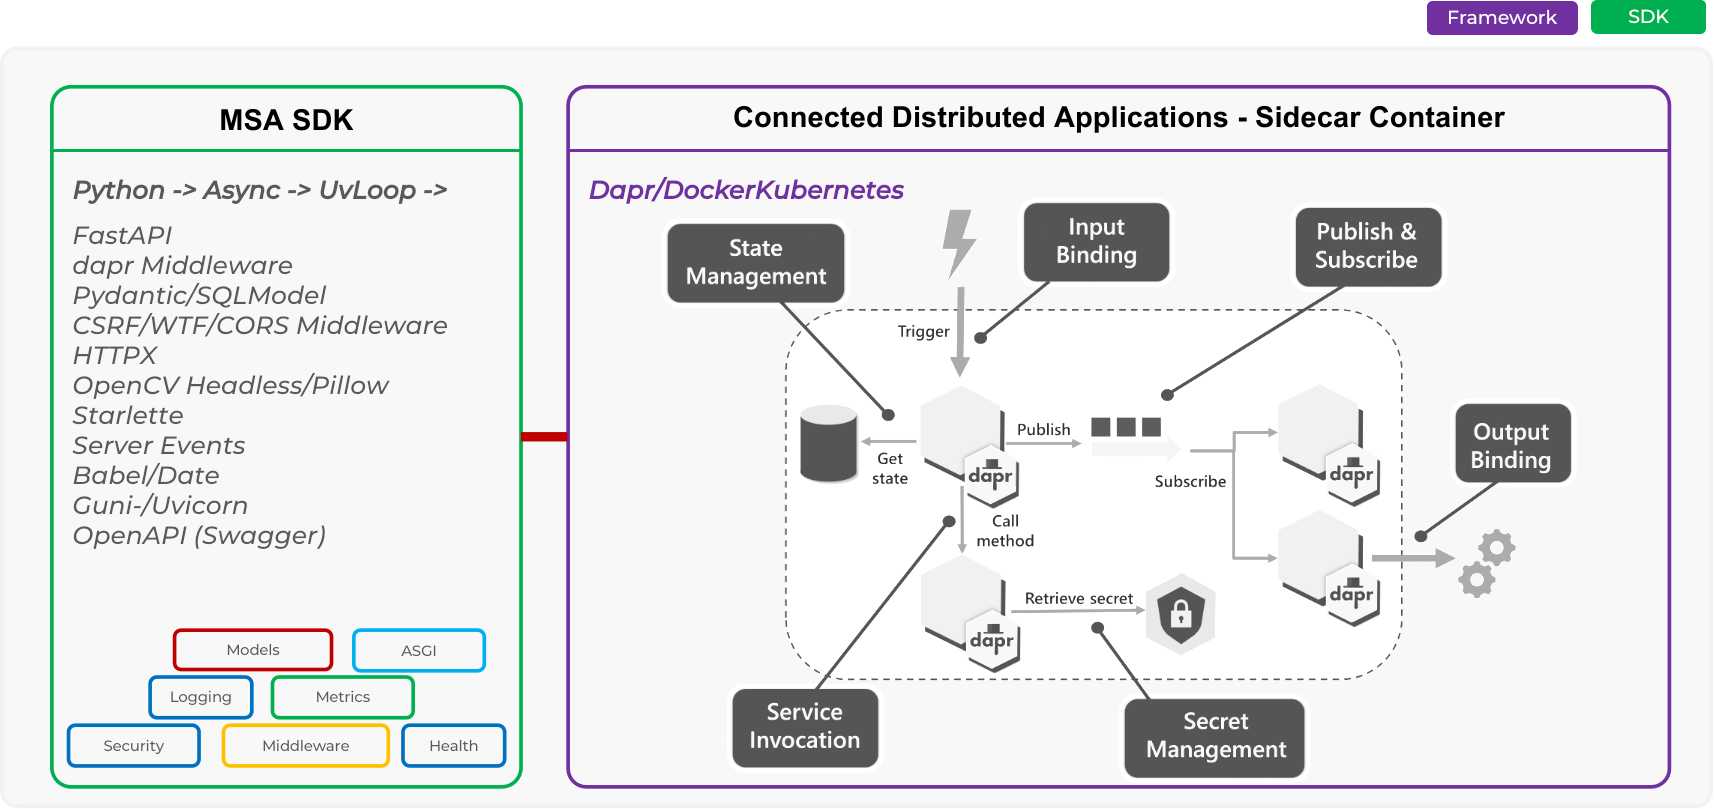 Framework
SDK
MSA SDK
Python -> Async -> UvLoop ->
FastAPI
dapr Middleware
Pydantic/SQLModel
CSRF/WTF/CORS Middleware
HTTPX
OpenCV Headless/Pillow
Starlette
Server Events
Babel/Date
Guni-/Uvicorn
OpenAPI (Swagger)
Models
ASGI
Logging
Metrics
Security
Middleware
Health
Connected Distributed Applications - Sidecar Container
Dapr/DockerKubernetes
State
Management
Input
Binding
Publish &
Subscribe
Trigger
Publish
Get
state
dapr
Subscribe
dapr
Output
Binding
Call
method
dapr
Retrieve secret
dapr
Service
Invocation
Secret
Management